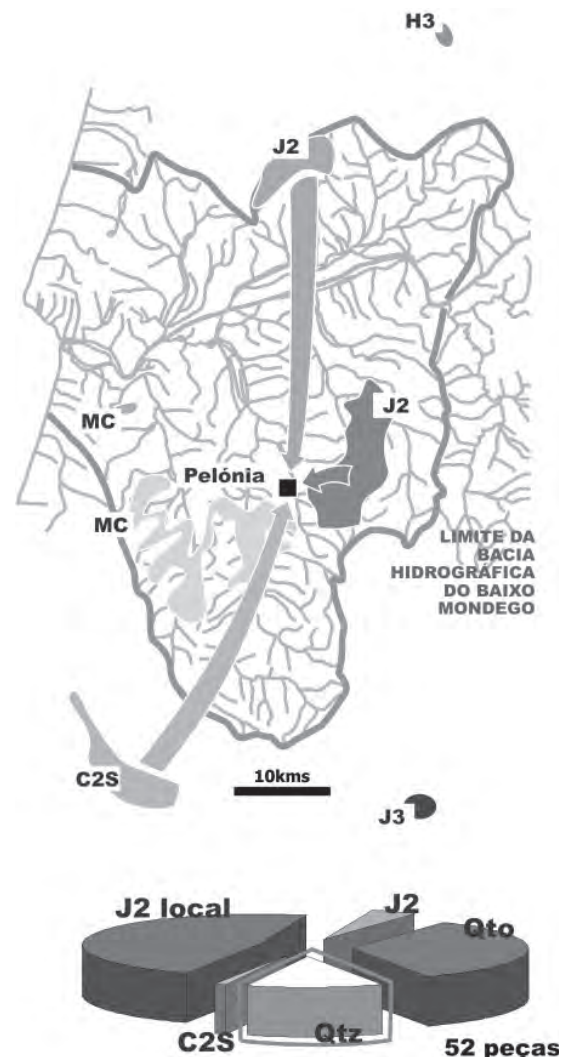 H3
J2
J2
MC
Pelónia
MC
LIMITE DA
BACIA
HIDROGRÁFICA
DO BAIXO
MONDEGO
C2S
10kms
J3
J2 local
J2
Qto
C2S
Qtz
52 peças